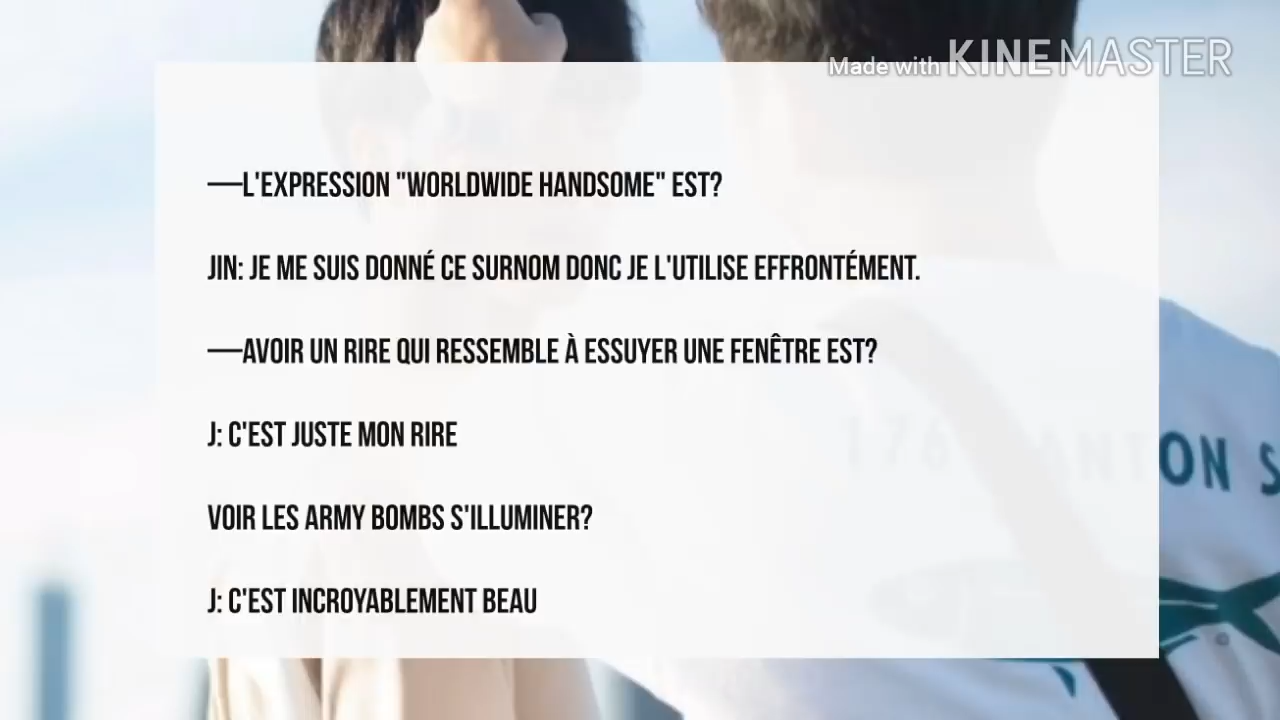 Made with KINEMASTER
—L'EXPRESSION "WORLDWIDE HANDSOME" EST?
JIN: JE ME SUIS DONNÉ CE SURNOM DONC JE L'UTILISE EFFRONTÉMENT.
—AVOIR UN RIRE QUI RESSEMBLE À ESSUYER UNE FENÊTRE EST?
J: C'EST JUSTE MON RIRE
176 ANTON S
VOIR LES ARMY BOMBS S'ILLUMINER?
J: C'EST INCROYABLEMENT BEAU